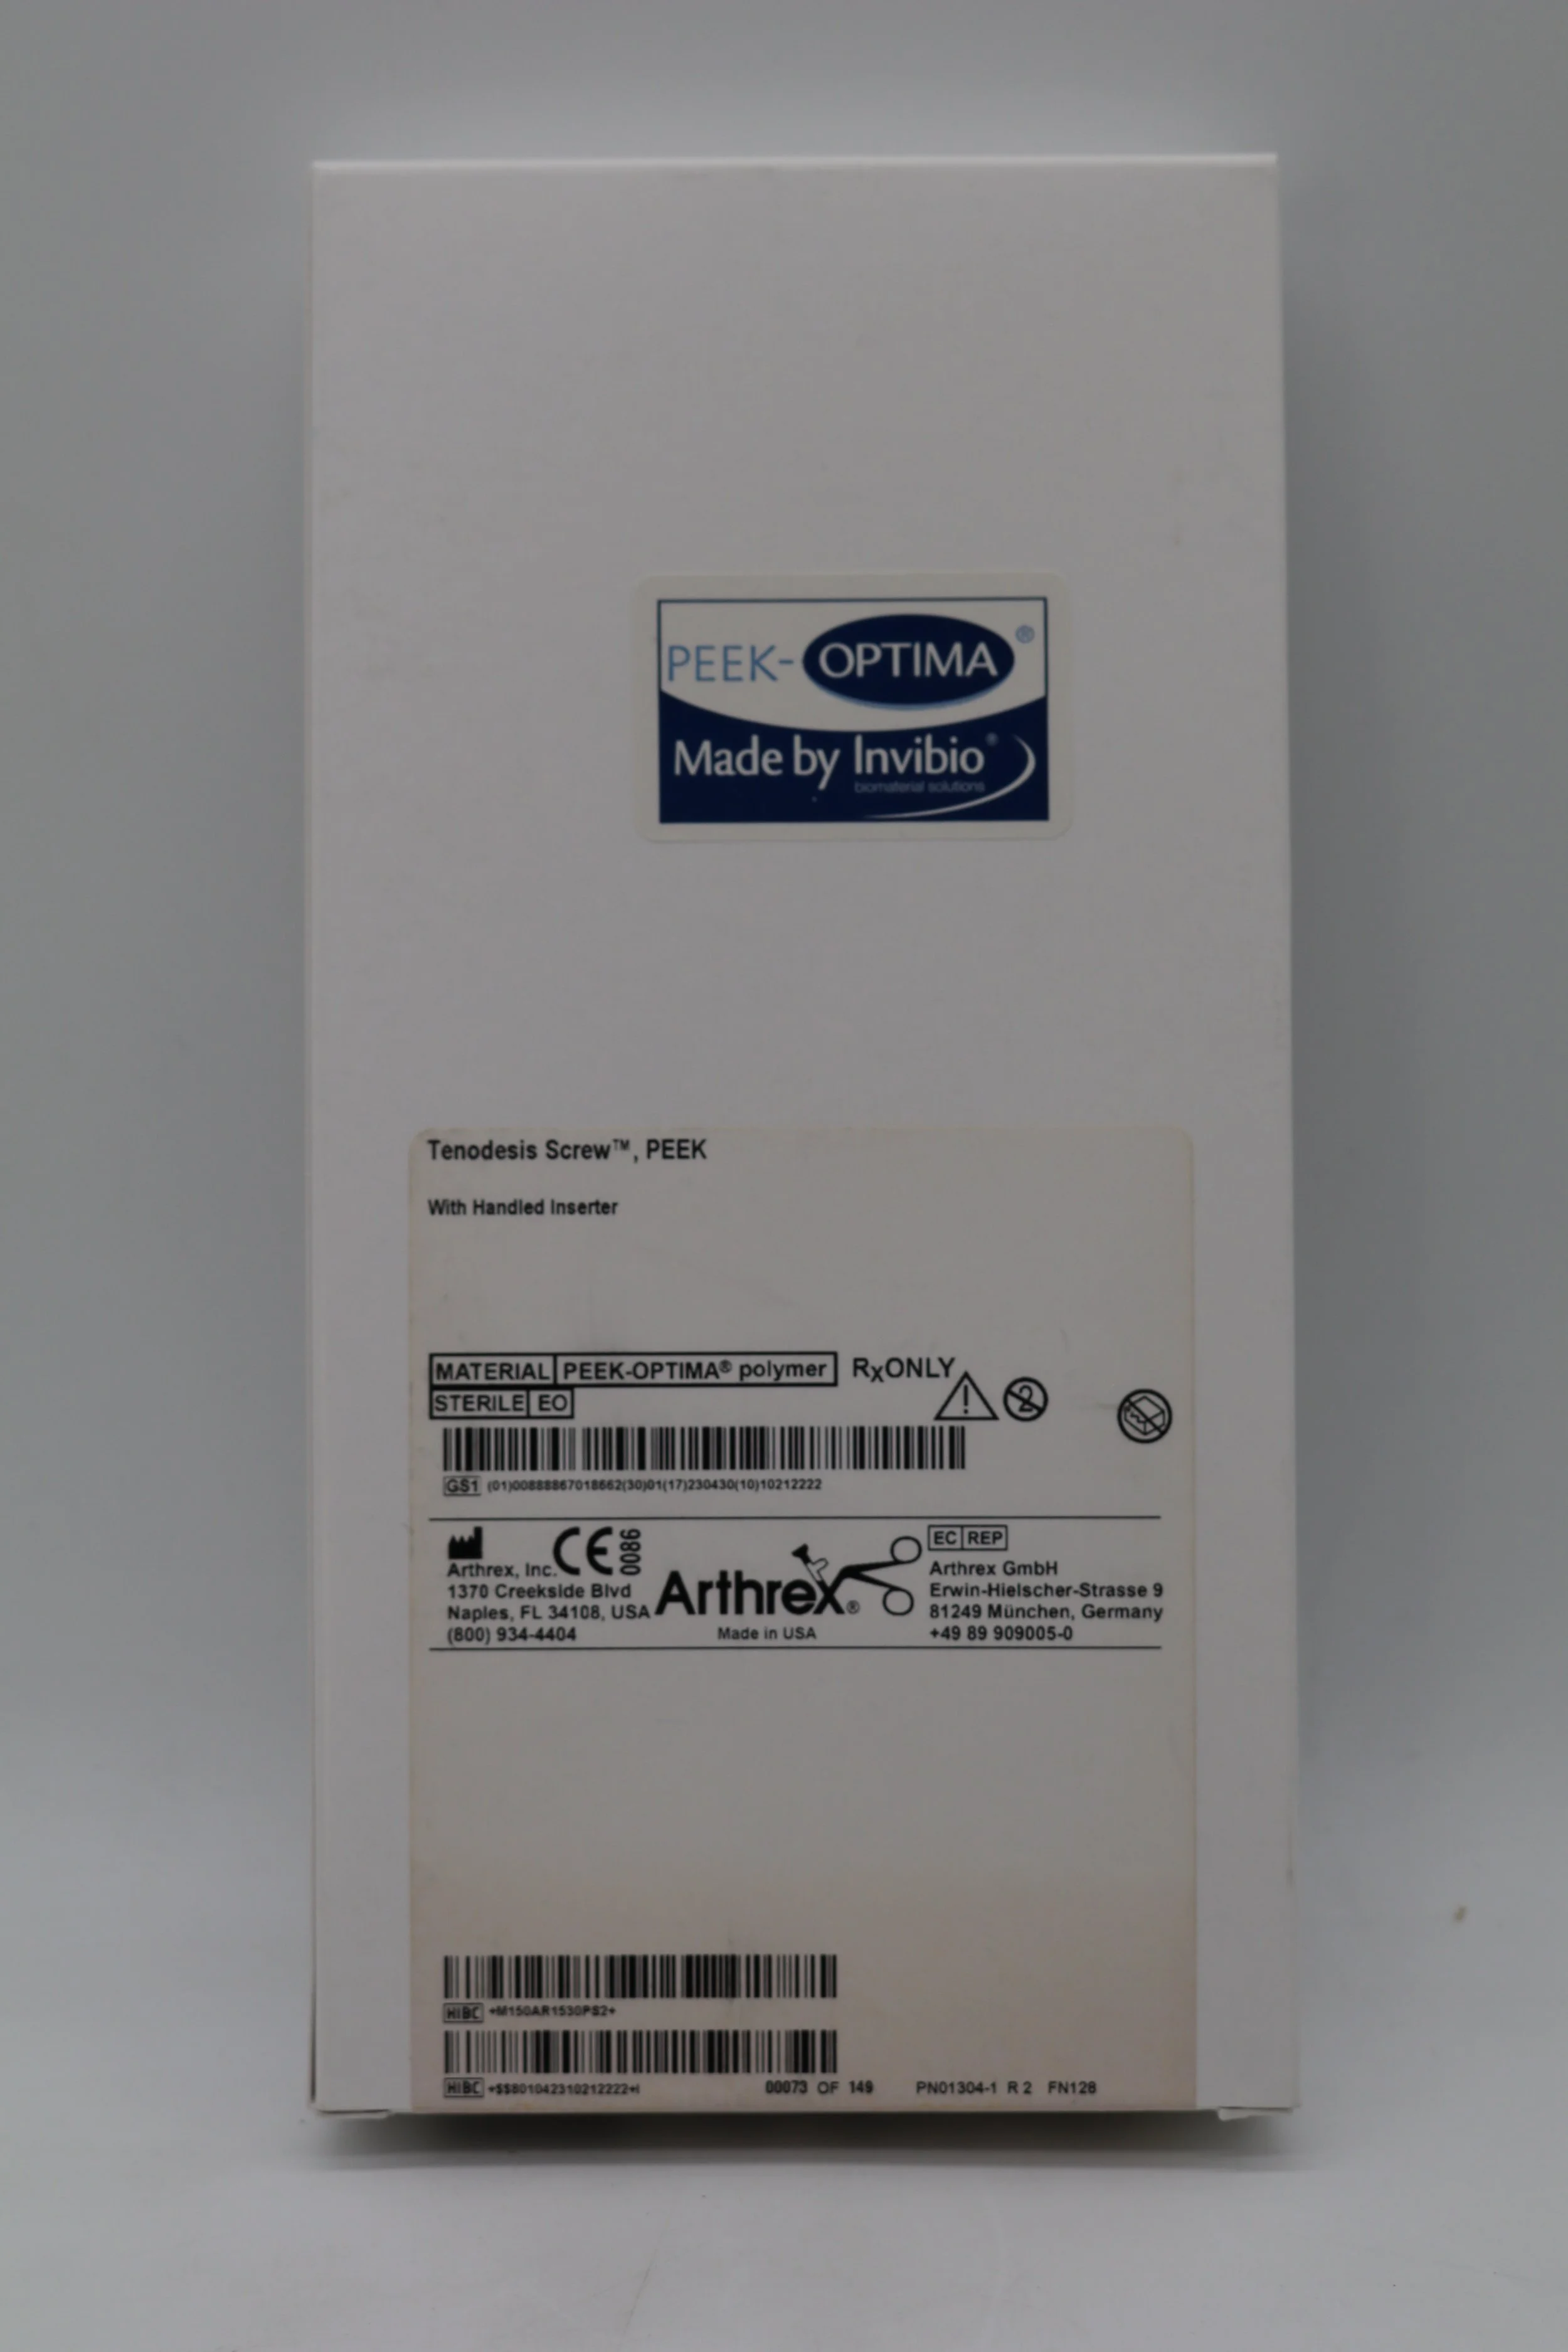 PEEK-OPTIMA®
Made by Invibio®
biomaterial solutions
Tenodesis Screw™, PEEK
With Handled Inserter
MATERIAL PEEK-OPTIMA® polymer RxONLY
STERILE EO
GS1 (01)00888867018662(30)01(17)230430(10)10212222
CE 0086
Arthrex, Inc.
1370 Creekside Blvd
Naples, FL 34108, USA
(800) 934-4404
Arthrex®
Made in USA
EC REP
Arthrex GmbH
Erwin-Hielscher-Strasse 9
81249 München, Germany
+49 89 909005-0
HIBC +M150AR1530PS2+
HIBC +$$801042310212222+I
00073 OF 149 PN01304-1 R 2 FN128